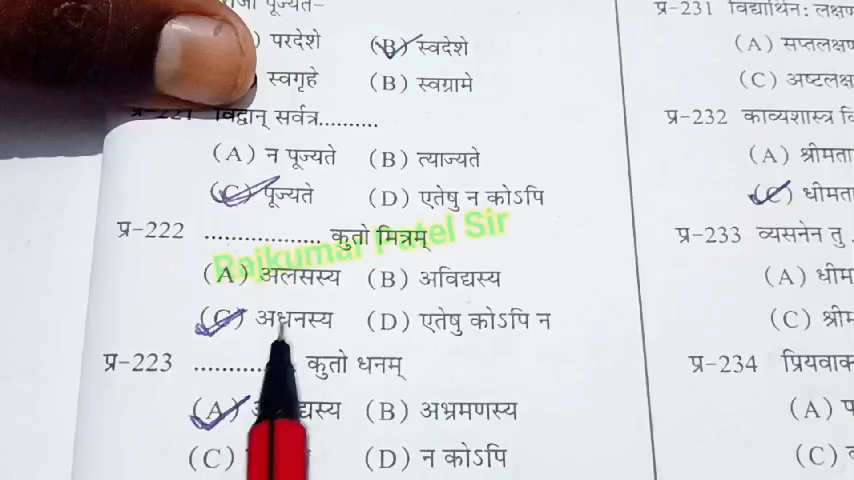 पूज्यते-
परदेशे (B) स्वदेशे
स्वगृहे (B) स्वग्रामे
विद्वान् सर्वत्र..........
(A) न पूज्यते (B) त्याज्यते
(C) पूज्यते (D) एतेषु न कोऽपि
प्र-222 .................. कुतो मित्रम्
Rajkumar Patel Sir
(A) अलसस्य (B) अविद्यस्य
(C) अधनस्य (D) एतेषु कोऽपि न
प्र-223 ............ कुतो धनम्
(A) (B) अभ्रमणस्य
(C) (D) न कोऽपि
प्र-231 विद्यार्थिन: लक्षण
(A) सप्तलक्षण
(C) अष्टलक्ष
प्र-232 काव्यशास्त्र वि
(A) श्रीमता
(C) धीमता
प्र-233 व्यसनेन तु
(A) धीम
(C) श्रीम
प्र-234 प्रियवाक
(A)
(C)